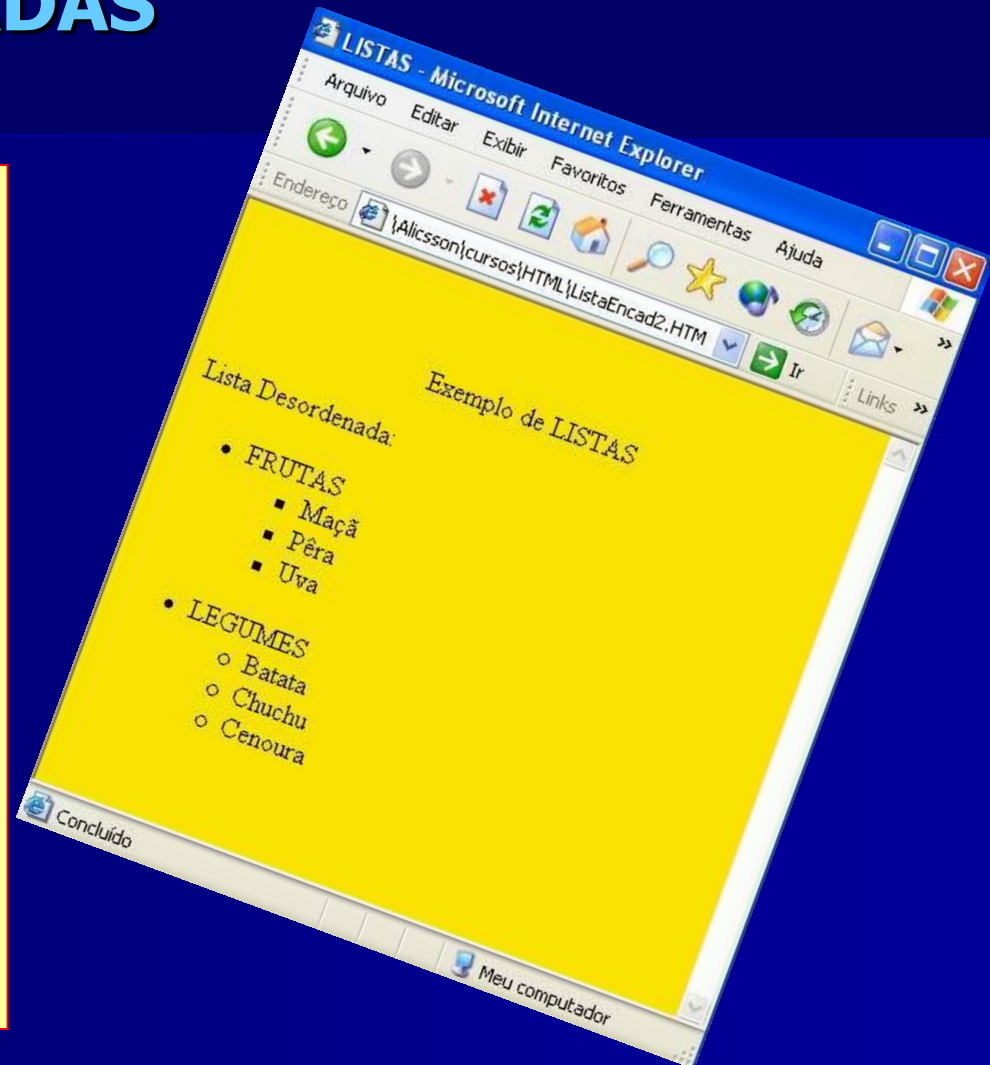 DAS
LISTAS - Microsoft Internet Explorer
Arquivo Editar Exibir Favoritos Ferramentas Ajuda
Endereço \Alicsson\cursos\HTML\ListaEncad2.HTM Ir Links »
Exemplo de LISTAS
Lista Desordenada:
• FRUTAS
▪ Maçã
▪ Pêra
▪ Uva
• LEGUMES
○ Batata
○ Chuchu
○ Cenoura
Concluído
Meu computador